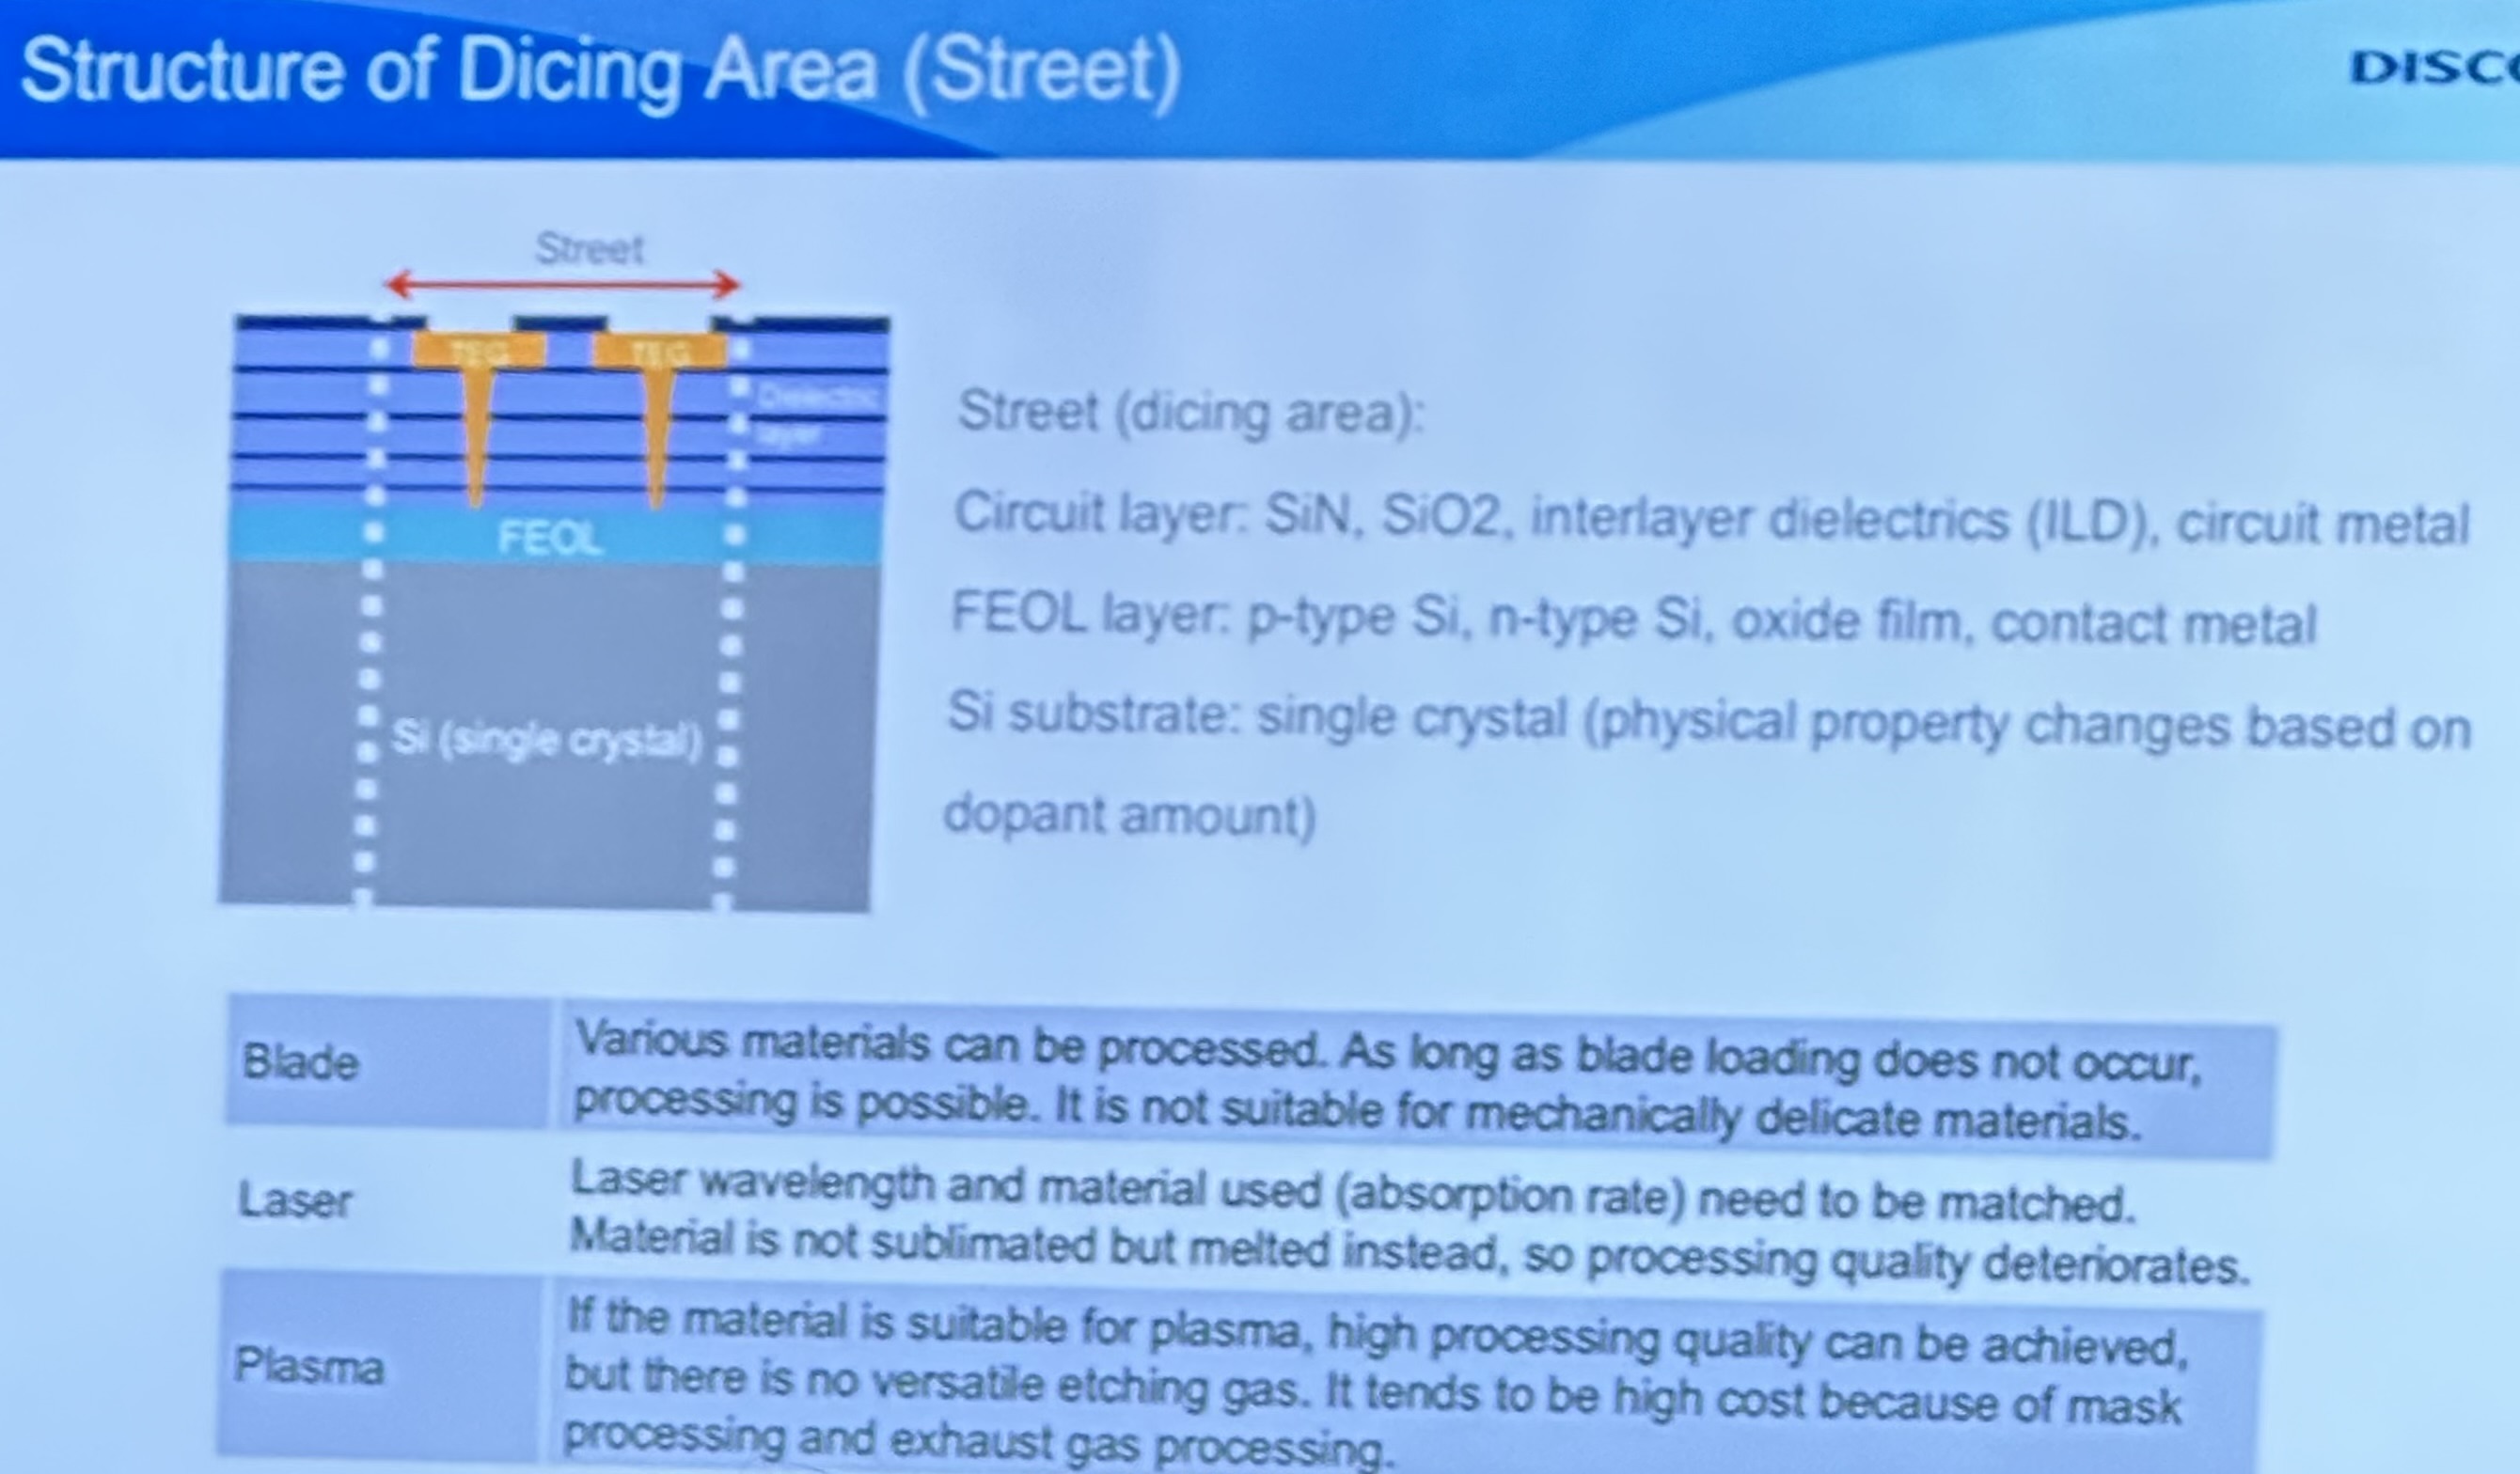 Structure of Dicing Area (Street)
DISC
Street
TEG TEG
Dielectric
layer
FEOL
Si (single crystal)
Street (dicing area):
Circuit layer: SiN, SiO2, interlayer dielectrics (ILD), circuit metal
FEOL layer: p-type Si, n-type Si, oxide film, contact metal
Si substrate: single crystal (physical property changes based on
dopant amount)
Blade
Various materials can be processed. As long as blade loading does not occur,
processing is possible. It is not suitable for mechanically delicate materials.
Laser
Laser wavelength and material used (absorption rate) need to be matched.
Material is not sublimated but melted instead, so processing quality deteriorates.
Plasma
If the material is suitable for plasma, high processing quality can be achieved,
but there is no versatile etching gas. It tends to be high cost because of mask
processing and exhaust gas processing.